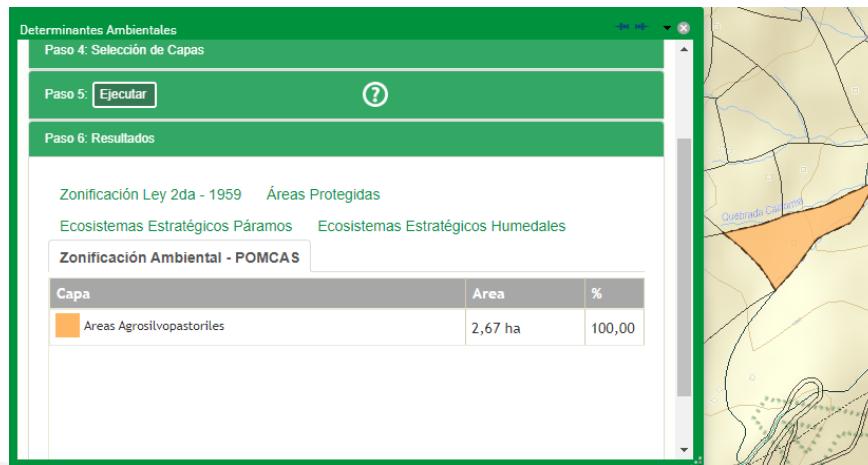 Determinantes Ambientales
Paso 4: Selección de Capas
Paso 5: Ejecutar ?
Paso 6: Resultados
Zonificación Ley 2da - 1959 Áreas Protegidas
Ecosistemas Estratégicos Páramos Ecosistemas Estratégicos Humedales
Zonificación Ambiental - POMCAS
Capa Area %
Areas Agrosilvopastoriles 2,67 ha 100,00
Quebrada